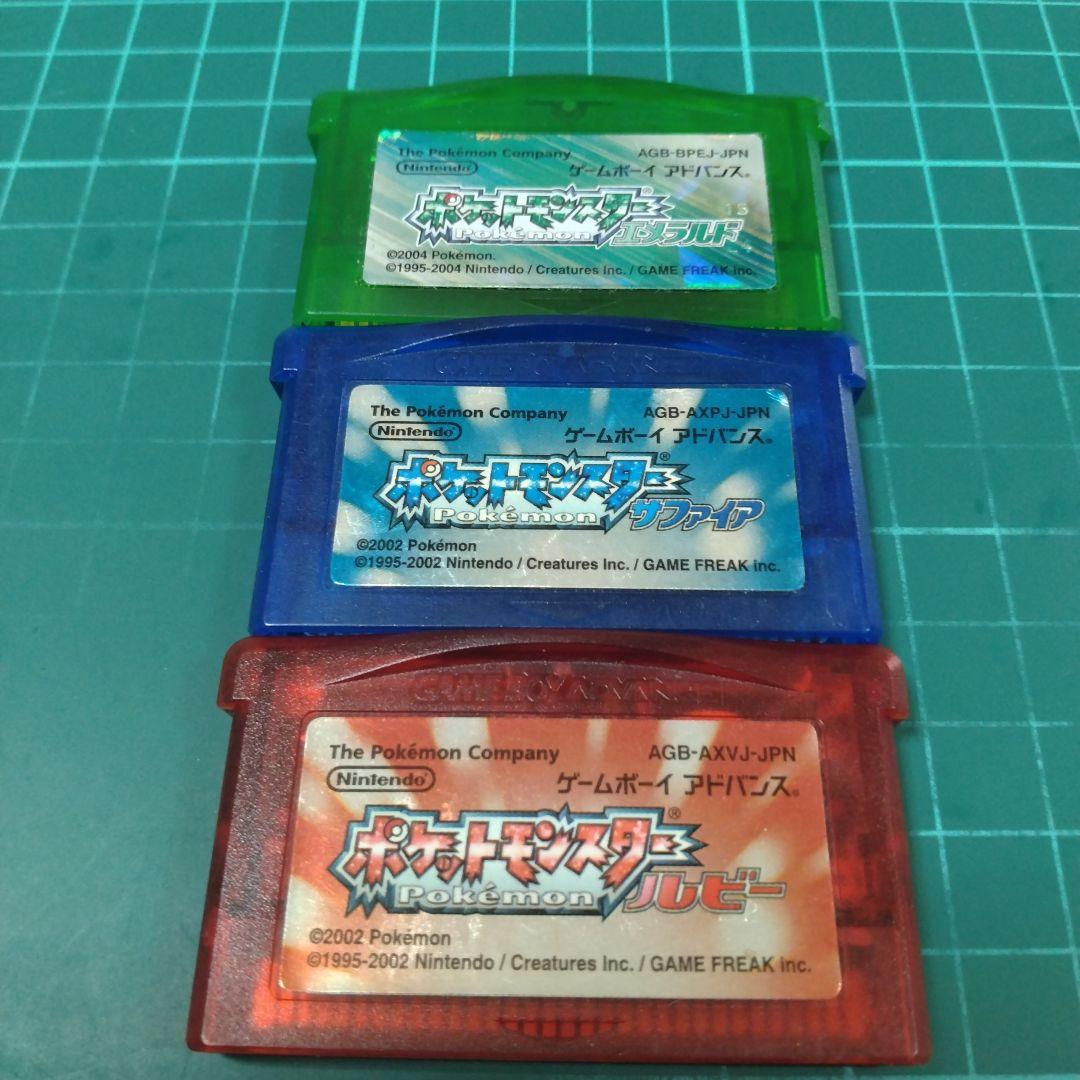 The Pokémon Company AGB-BPEJ-JPN
Nintendo ゲームボーイ アドバンス®
ポケットモンスター®
Pokémon エメラルド
©2004 Pokémon.
©1995-2004 Nintendo / Creatures Inc. / GAME FREAK inc.
GAME BOY ADVAN
The Pokémon Company AGB-AXPJ-JPN
Nintendo® ゲームボーイ アドバンス®
ポケットモンスター®
Pokémon サファイア
©2002 Pokémon
©1995-2002 Nintendo / Creatures Inc. / GAME FREAK inc.
GAME BOY ADVAN
The Pokémon Company AGB-AXVJ-JPN
Nintendo® ゲームボーイ アドバンス®
ポケットモンスター®
Pokémon ルビー
©2002 Pokémon
©1995-2002 Nintendo / Creatures Inc. / GAME FREAK inc.